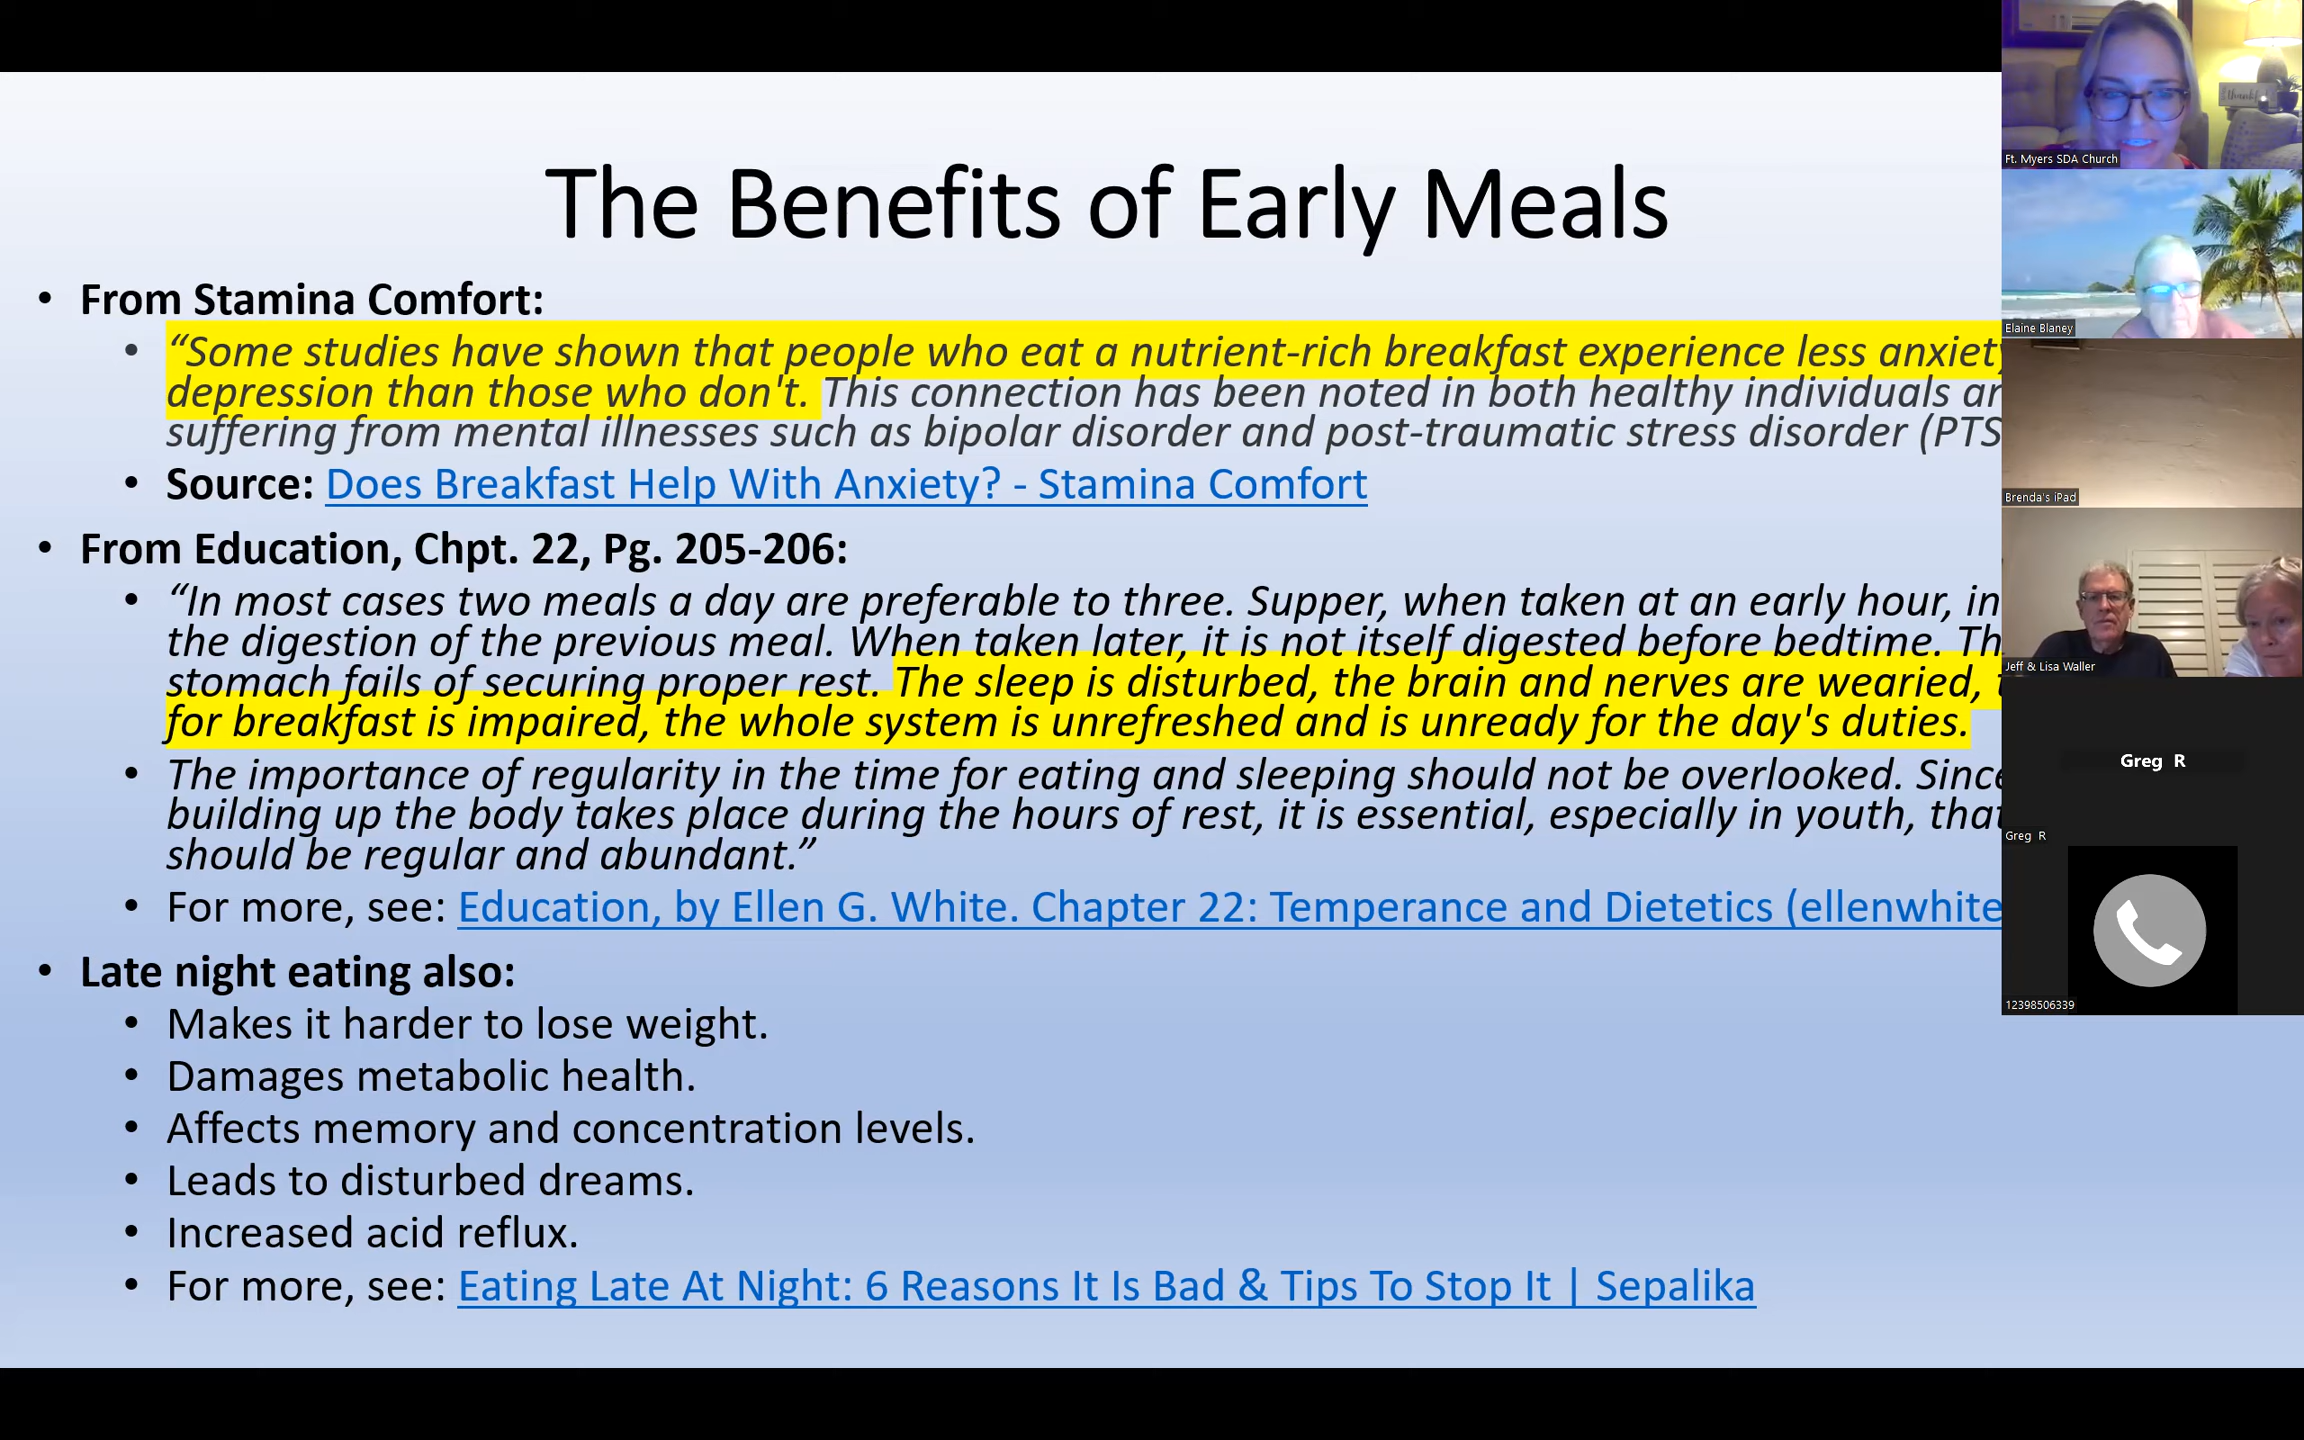 The Benefits of Early Meals
• From Stamina Comfort:
• “Some studies have shown that people who eat a nutrient-rich breakfast experience less anxiety
depression than those who don't. This connection has been noted in both healthy individuals
suffering from mental illnesses such as bipolar disorder and post-traumatic stress disorder (PTS
• Source: Does Breakfast Help With Anxiety? - Stamina Comfort
• From Education, Chpt. 22, Pg. 205-206:
• “In most cases two meals a day are preferable to three. Supper, when taken at an early hour,
the digestion of the previous meal. When taken later, it is not itself digested before bedtime.
stomach fails of securing proper rest. The sleep is disturbed, the brain and nerves are wearied,
for breakfast is impaired, the whole system is unrefreshed and is unready for the day's duties.
• The importance of regularity in the time for eating and sleeping should not be overlooked. Since
building up the body takes place during the hours of rest, it is essential, especially in youth, that
should be regular and abundant.”
• For more, see: Education, by Ellen G. White. Chapter 22: Temperance and Dietetics (ellenwhite
• Late night eating also:
• Makes it harder to lose weight.
• Damages metabolic health.
• Affects memory and concentration levels.
• Leads to disturbed dreams.
• Increased acid reflux.
• For more, see: Eating Late At Night: 6 Reasons It Is Bad & Tips To Stop It | Sepalika
Ft. Myers SDA Church
Elaine Blaney
Brenda's iPad
Jeff & Lisa Waller
Greg R
Greg R
12398506339